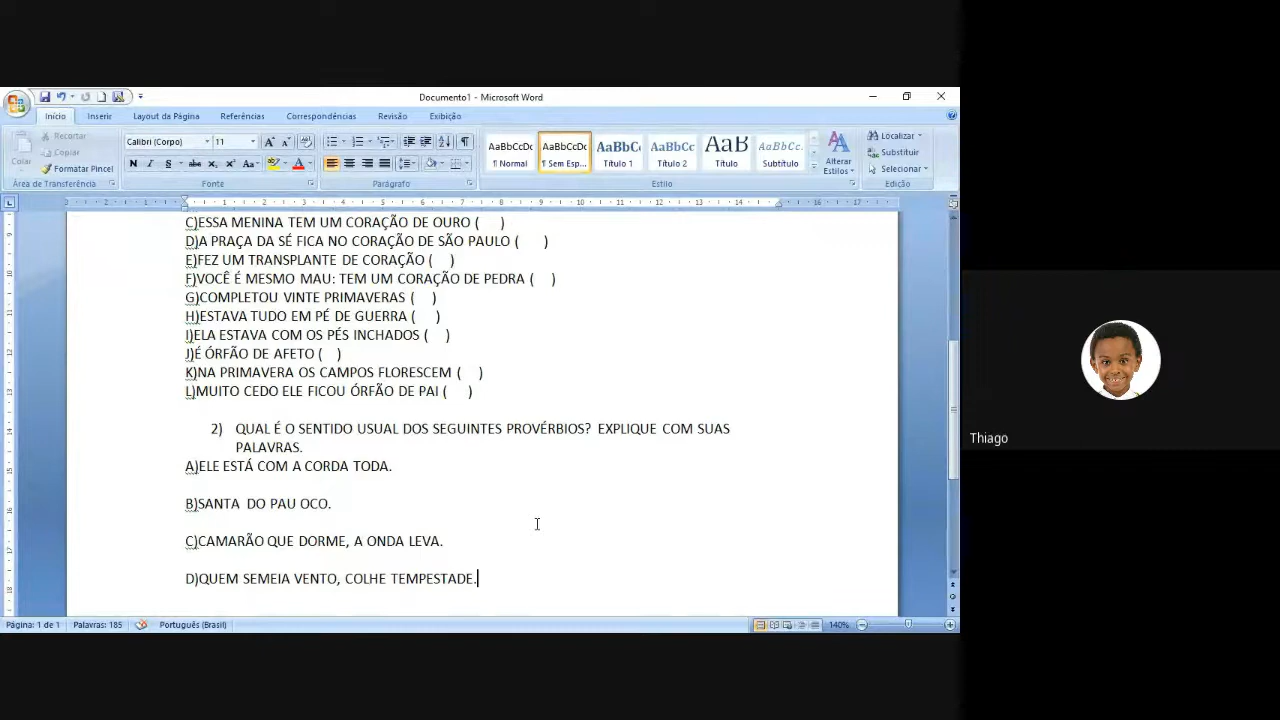 Documento1 - Microsoft Word
Início Inserir Layout da Página Referências Correspondências Revisão Exibição
Colar
Recortar
Copiar
Formatar Pincel
Área de Transferência
Calibri (Corpo) 11
Fonte
Parágrafo
AaBbCcDc AaBbCcDc AaBbCc AaBbCc AaB AaBbCc.
¶ Normal ¶ Sem Esp... Título 1 Título 2 Título Subtítulo
Alterar Estilos
Estilo
Localizar
Substituir
Selecionar
Edição
C)ESSA MENINA TEM UM CORAÇÃO DE OURO ( )
D)A PRAÇA DA SÉ FICA NO CORAÇÃO DE SÃO PAULO ( )
E)FEZ UM TRANSPLANTE DE CORAÇÃO ( )
F)VOCÊ É MESMO MAU: TEM UM CORAÇÃO DE PEDRA ( )
G)COMPLETOU VINTE PRIMAVERAS ( )
H)ESTAVA TUDO EM PÉ DE GUERRA ( )
I)ELA ESTAVA COM OS PÉS INCHADOS ( )
J)É ÓRFÃO DE AFETO ( )
K)NA PRIMAVERA OS CAMPOS FLORESCEM ( )
L)MUITO CEDO ELE FICOU ÓRFÃO DE PAI ( )
2) QUAL É O SENTIDO USUAL DOS SEGUINTES PROVÉRBIOS? EXPLIQUE COM SUAS
PALAVRAS.
A)ELE ESTÁ COM A CORDA TODA.
B)SANTA DO PAU OCO.
C)CAMARÃO QUE DORME, A ONDA LEVA.
D)QUEM SEMEIA VENTO, COLHE TEMPESTADE.
Página: 1 de 1 Palavras: 185 Português (Brasil) 140%
Thiago